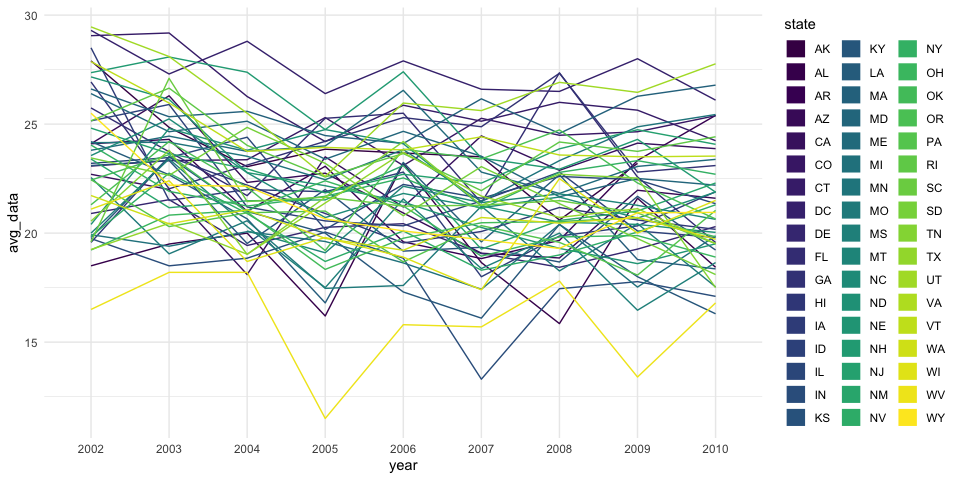 30
25
20
15
avg_data
2002 2003 2004 2005 2006 2007 2008 2009 2010
year
state
AK KY NY
AL LA OH
AR MA OK
AZ MD OR
CA ME PA
CO MI RI
CT MN SC
DC MO SD
DE MS TN
FL MT TX
GA NC UT
HI ND VA
IA NE VT
ID NH WA
IL NJ WI
IN NM WV
KS NV WY